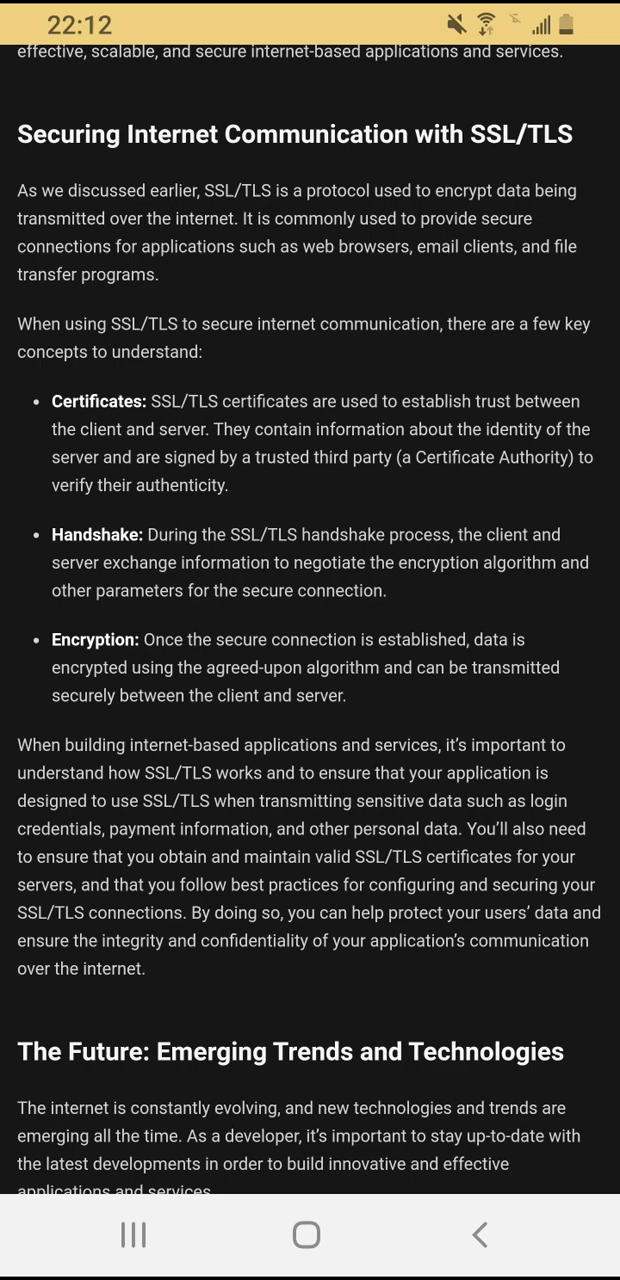 22:12
effective, scalable, and secure internet-based applications and services.
Securing Internet Communication with SSL/TLS
As we discussed earlier, SSL/TLS is a protocol used to encrypt data being
transmitted over the internet. It is commonly used to provide secure
connections for applications such as web browsers, email clients, and file
transfer programs.
When using SSL/TLS to secure internet communication, there are a few key
concepts to understand:
• Certificates: SSL/TLS certificates are used to establish trust between
the client and server. They contain information about the identity of the
server and are signed by a trusted third party (a Certificate Authority) to
verify their authenticity.
• Handshake: During the SSL/TLS handshake process, the client and
server exchange information to negotiate the encryption algorithm and
other parameters for the secure connection.
• Encryption: Once the secure connection is established, data is
encrypted using the agreed-upon algorithm and can be transmitted
securely between the client and server.
When building internet-based applications and services, it’s important to
understand how SSL/TLS works and to ensure that your application is
designed to use SSL/TLS when transmitting sensitive data such as login
credentials, payment information, and other personal data. You’ll also need
to ensure that you obtain and maintain valid SSL/TLS certificates for your
servers, and that you follow best practices for configuring and securing your
SSL/TLS connections. By doing so, you can help protect your users’ data and
ensure the integrity and confidentiality of your application’s communication
over the internet.
The Future: Emerging Trends and Technologies
The internet is constantly evolving, and new technologies and trends are
emerging all the time. As a developer, it’s important to stay up-to-date with
the latest developments in order to build innovative and effective
applications and services.